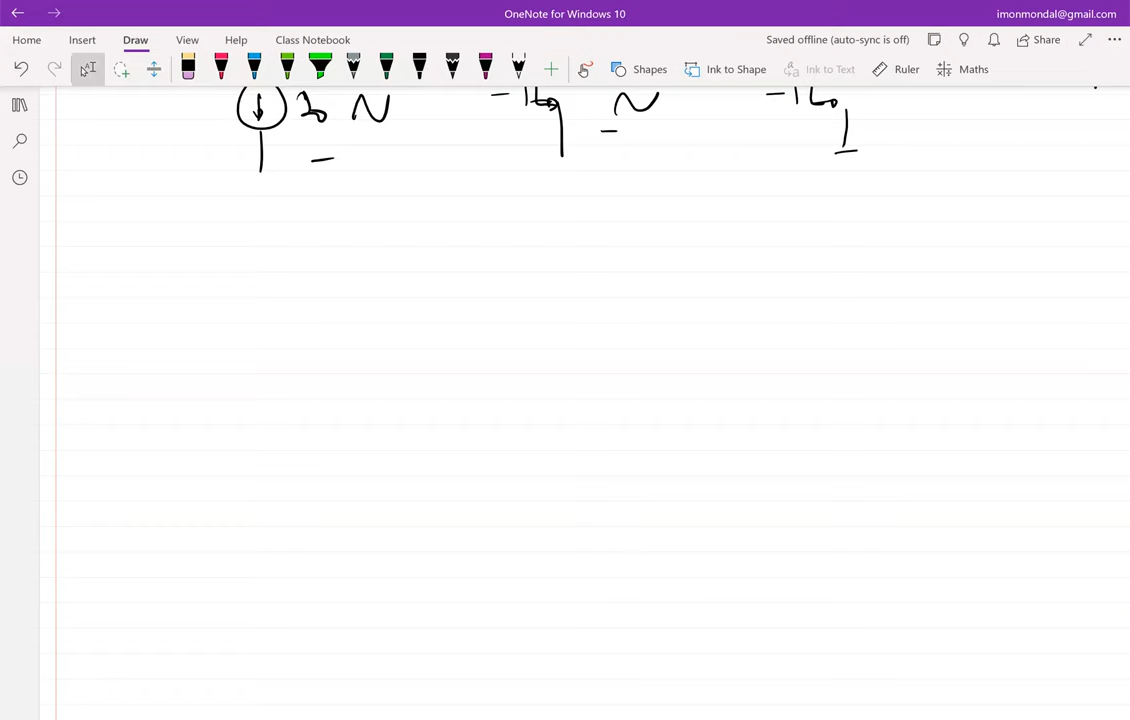 OneNote for Windows 10
imonmondal@gmail.com
Home Insert Draw View Help Class Notebook
Saved offline (auto-sync is off) Share
Shapes Ink to Shape Ink to Text Ruler Maths
N